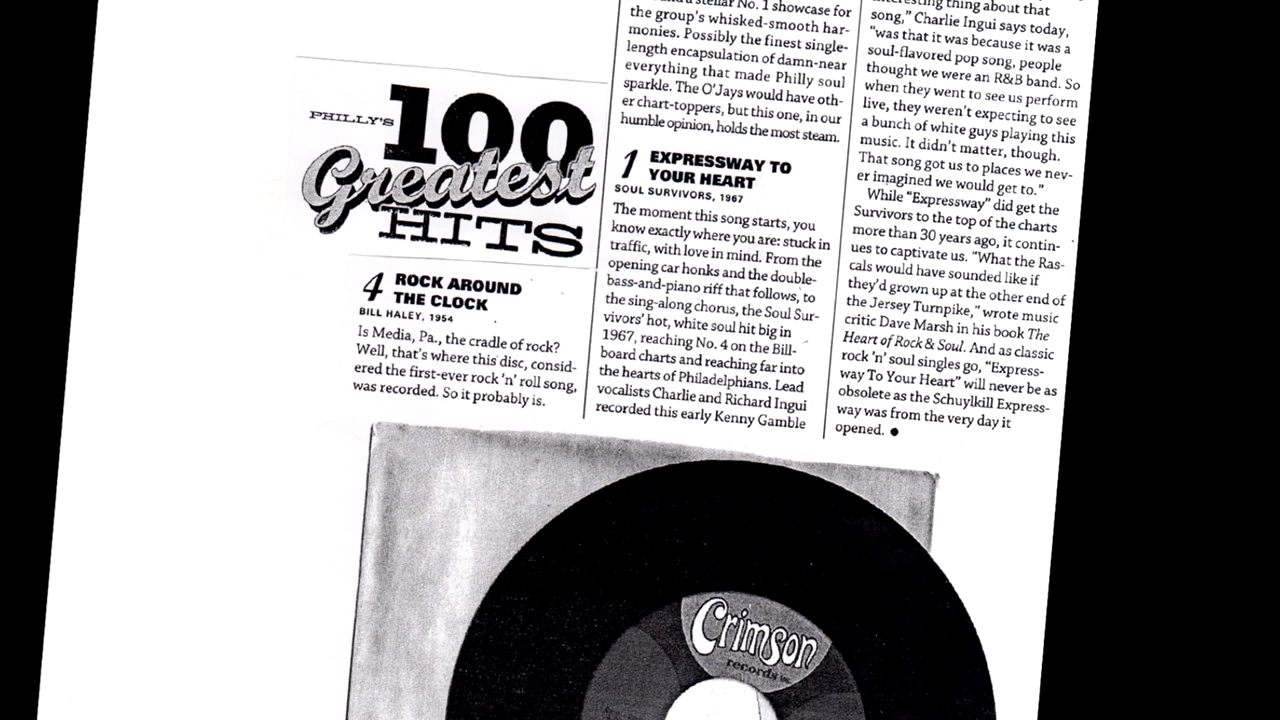 PHILLY'S 100
Greatest
HITS
4 ROCK AROUND
THE CLOCK
BILL HALEY, 1954
Is Media, Pa., the cradle of rock?
Well, that's where this disc, consid-
ered the first-ever rock 'n' roll song,
was recorded. So it probably is.
stellar No. 1 showcase for
the group's whisked-smooth har-
monies. Possibly the finest single-
length encapsulation of damn-near
everything that made Philly soul
sparkle. The O'Jays would have oth-
er chart-toppers, but this one, in our
humble opinion, holds the most steam.
1 EXPRESSWAY TO
YOUR HEART
SOUL SURVIVORS, 1967
The moment this song starts, you
know exactly where you are: stuck in
traffic, with love in mind. From the
opening car honks and the double-
bass-and-piano riff that follows, to
the sing-along chorus, the Soul Sur-
vivors' hot, white soul hit big in
1967, reaching No. 4 on the Bill-
board charts and reaching far into
the hearts of Philadelphians. Lead
vocalists Charlie and Richard Ingui
recorded this early Kenny Gamble
thing about that
song," Charlie Ingui says today,
"was that it was because it was a
soul-flavored pop song, people
thought we were an R&B band. So
when they went to see us perform
live, they weren't expecting to see
a bunch of white guys playing this
music. It didn't matter, though.
That song got us to places we nev-
er imagined we would get to."
While "Expressway" did get the
Survivors to the top of the charts
more than 30 years ago, it contin-
ues to captivate us. "What the Ras-
cals would have sounded like if
they'd grown up at the other end of
the Jersey Turnpike," wrote music
critic Dave Marsh in his book The
Heart of Rock & Soul. And as classic
rock 'n' soul singles go, "Express-
way To Your Heart" will never be as
obsolete as the Schuylkill Express-
way was from the very day it
opened. ●
Crimson
records